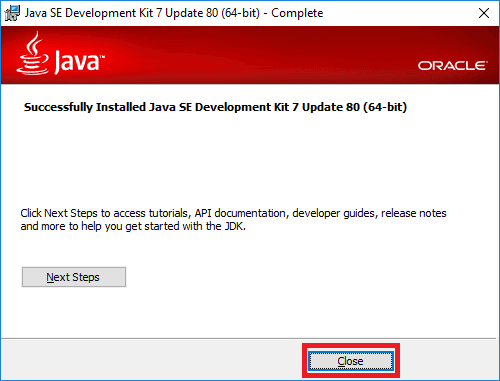 Java SE Development Kit 7 Update 80 (64-bit) - Complete
Java™
ORACLE
Successfully Installed Java SE Development Kit 7 Update 80 (64-bit)
Click Next Steps to access tutorials, API documentation, developer guides, release notes
and more to help you get started with the JDK.
Next Steps
Close